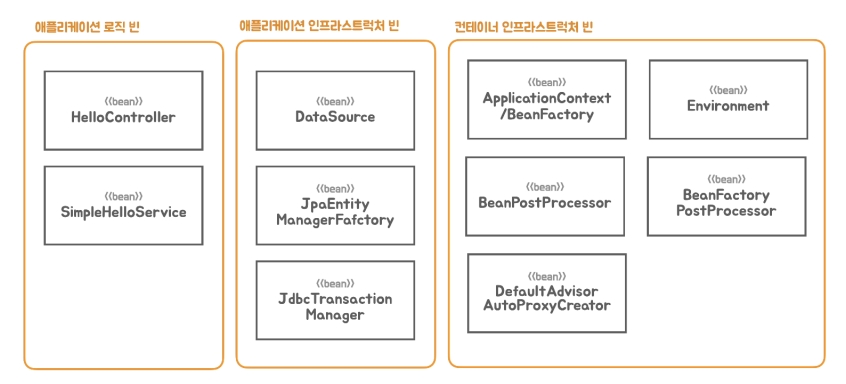 애플리케이션 로직 빈
<<bean>>
HelloController
<<bean>>
SimpleHelloService
애플리케이션 인프라스트럭처 빈
<<bean>>
DataSource
<<bean>>
JpaEntity
ManagerFafctory
<<bean>>
JdbcTransaction
Manager
컨테이너 인프라스트럭처 빈
<<bean>>
ApplicationContext
/BeanFactory
<<bean>>
Environment
<<bean>>
BeanPostProcessor
<<bean>>
BeanFactory
PostProcessor
<<bean>>
DefaultAdvisor
AutoProxyCreator